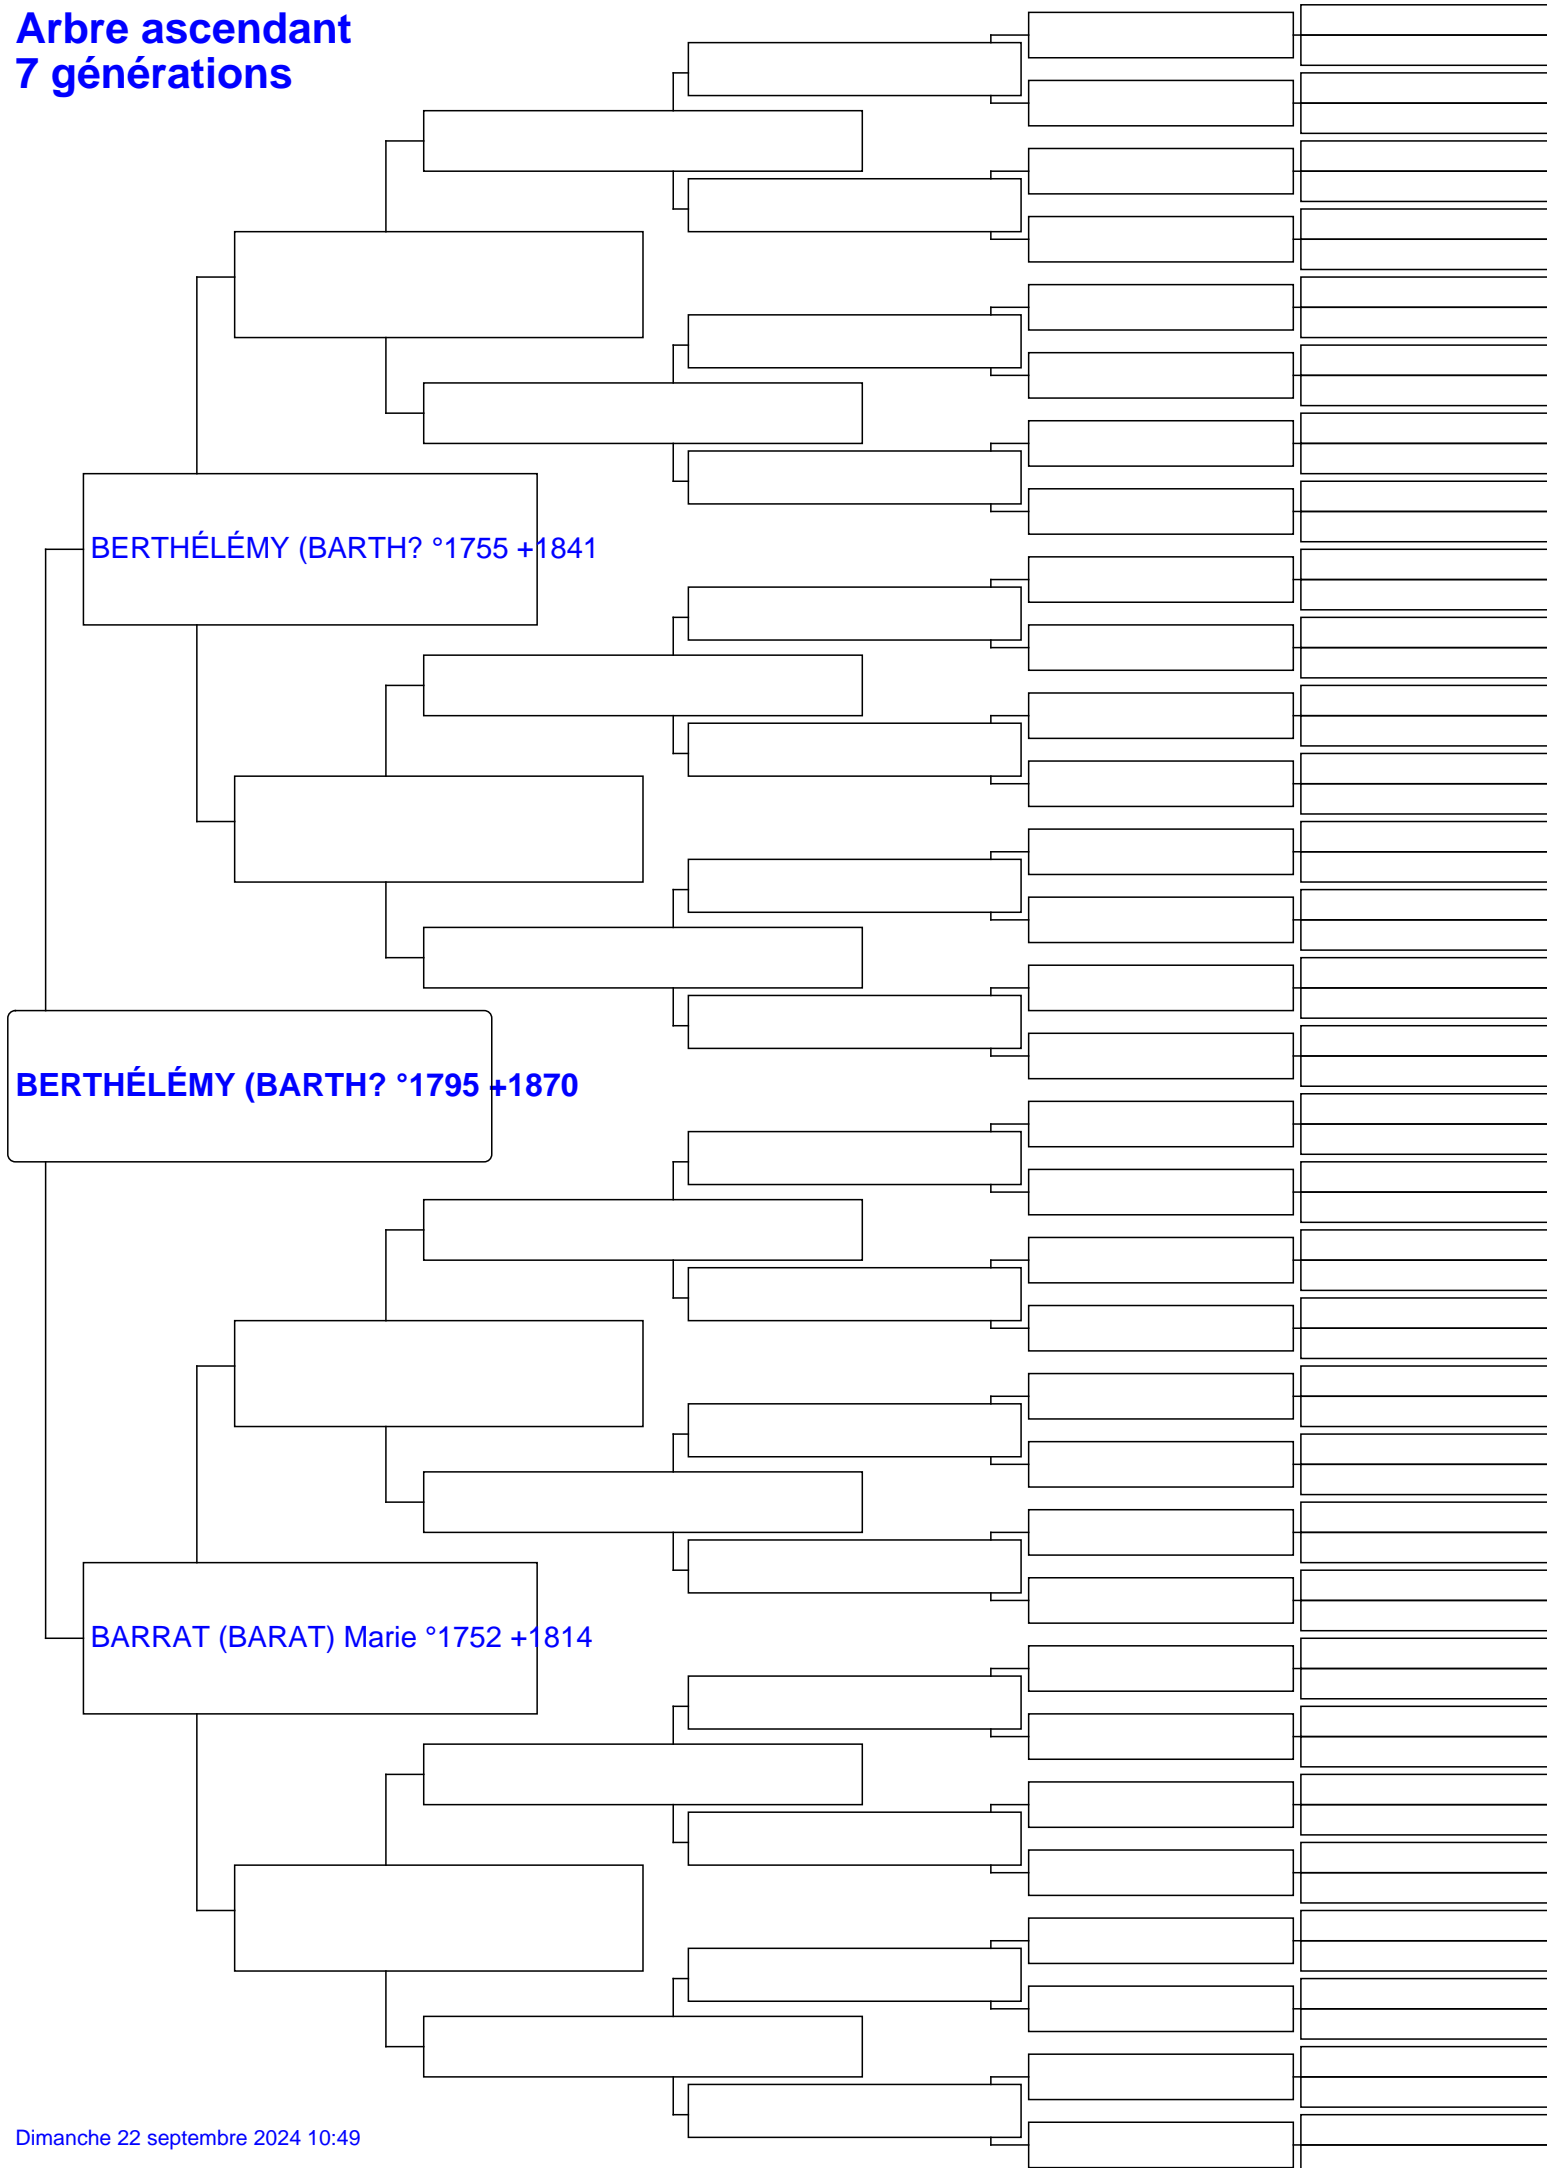 Arbre ascendant
7 générations
BERTHÉLÉMY (BARTH? °1755 +1841
BERTHÉLÉMY (BARTH? °1795 +1870
BARRAT (BARAT) Marie °1752 +1814
Dimanche 22 septembre 2024 10:49